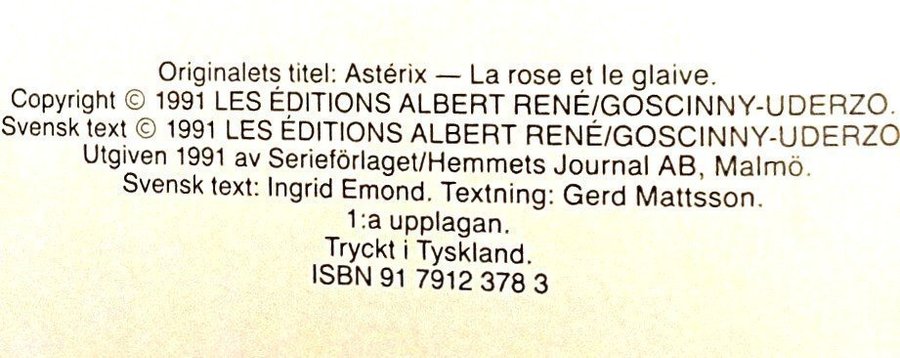 Originalets titel: Astérix — La rose et le glaive.
Copyright © 1991 LES ÉDITIONS ALBERT RENÉ/GOSCINNY-UDERZO.
Svensk text © 1991 LES ÉDITIONS ALBERT RENÉ/GOSCINNY-UDERZO
Utgiven 1991 av Serieförlaget/Hemmets Journal AB, Malmö.
Svensk text: Ingrid Emond. Textning: Gerd Mattsson.
1:a upplagan.
Tryckt i Tyskland.
ISBN 91 7912 378 3